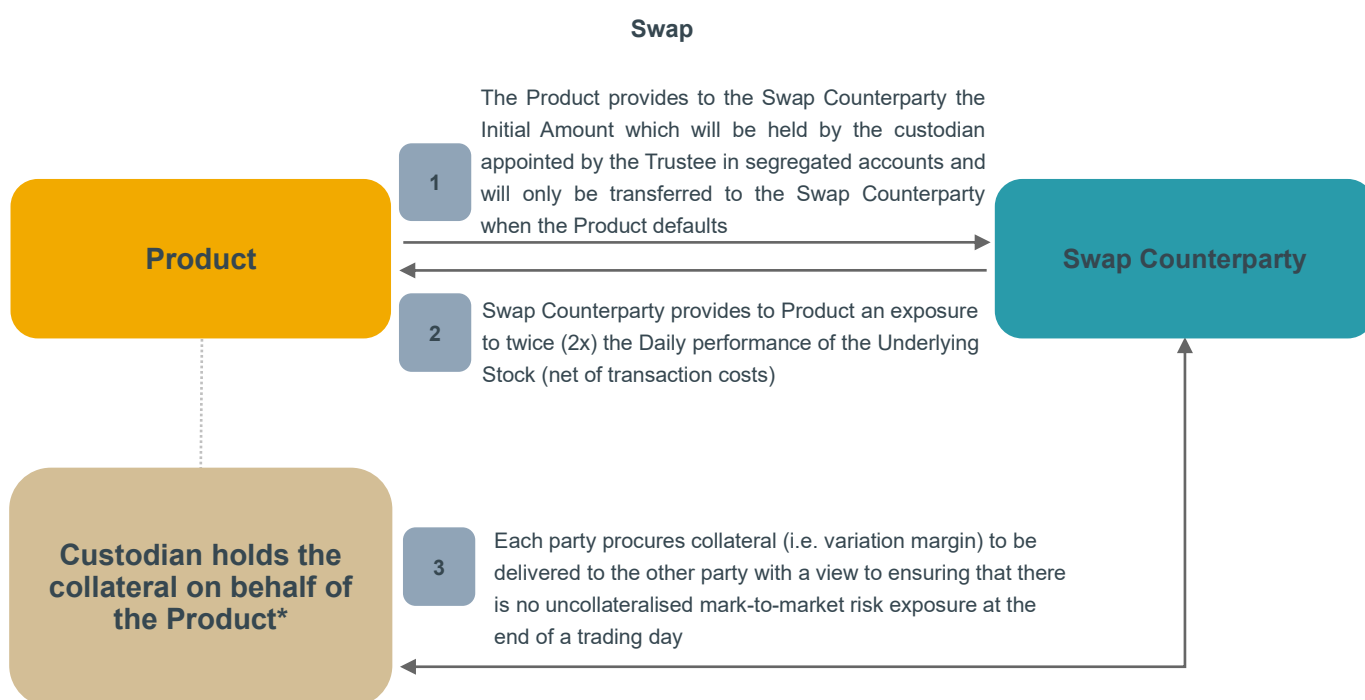 Swap
The Product provides to the Swap Counterparty the
Initial Amount which will be held by the custodian
appointed by the Trustee in segregated accounts and
will only be transferred to the Swap Counterparty
when the Product defaults
1
Product
Swap Counterparty
2
Swap Counterparty provides to Product an exposure
to twice (2x) the Daily performance of the Underlying
Stock (net of transaction costs)
Custodian holds the
collateral on behalf of
the Product*
3
Each party procures collateral (i.e. variation margin) to be
delivered to the other party with a view to ensuring that there
is no uncollateralised mark-to-market risk exposure at the
end of a trading day